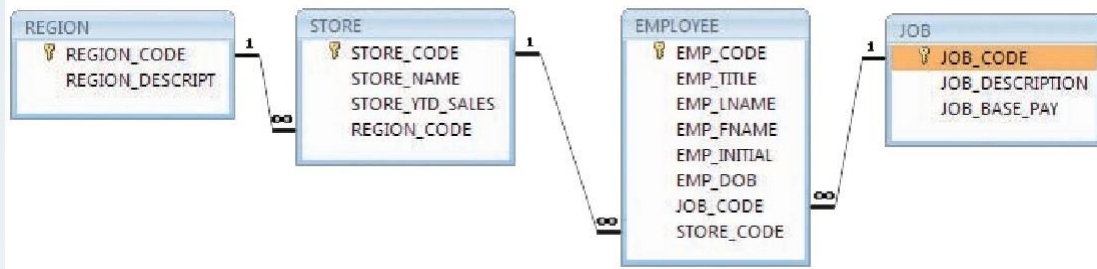 REGION
REGION_CODE
REGION_DESCRIPT
1
∞
STORE
STORE_CODE
STORE_NAME
STORE_YTD_SALES
REGION_CODE
1
∞
EMPLOYEE
EMP_CODE
EMP_TITLE
EMP_LNAME
EMP_FNAME
EMP_INITIAL
EMP_DOB
JOB_CODE
STORE_CODE
1
∞
JOB
JOB_CODE
JOB_DESCRIPTION
JOB_BASE_PAY